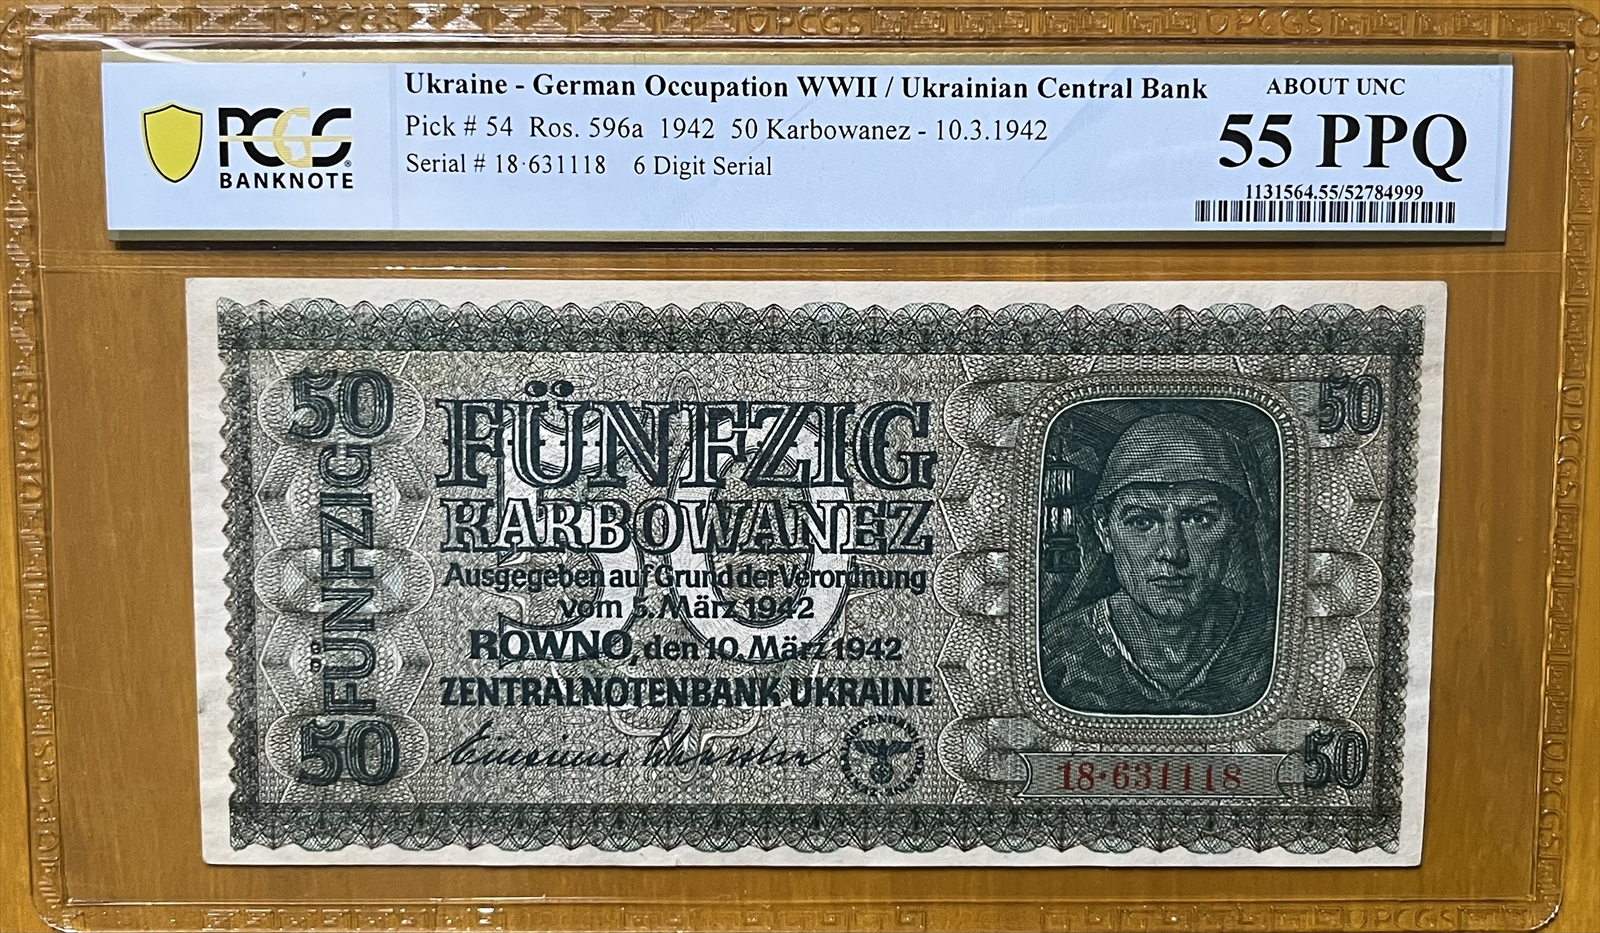 Ukraine - German Occupation WWII / Ukrainian Central Bank
Pick # 54 Ros. 596a 1942 50 Karbowanez - 10.3.1942
Serial # 18·631118 6 Digit Serial
PCGS
BANKNOTE
ABOUT UNC
55 PPQ
1131564.55/52784999
50
FÜNFZIG
50
FÜNFZIG
KARBOWANEZ
50
Ausgegeben auf Grund der Verordnung
vom 5. März 1942
ROWNO, den 10. März 1942
ZENTRALNOTENBANK UKRAINE
50
18·631118
50